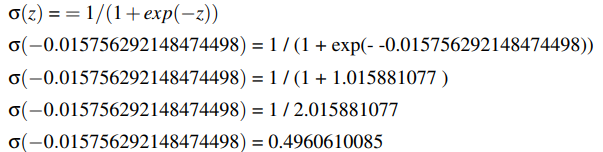 σ(z) = = 1/(1+exp(−z))
σ(−0.015756292148474498) = 1 / (1 + exp(- -0.015756292148474498))
σ(−0.015756292148474498) = 1 / (1 + 1.015881077 )
σ(−0.015756292148474498) = 1 / 2.015881077
σ(−0.015756292148474498) = 0.4960610085